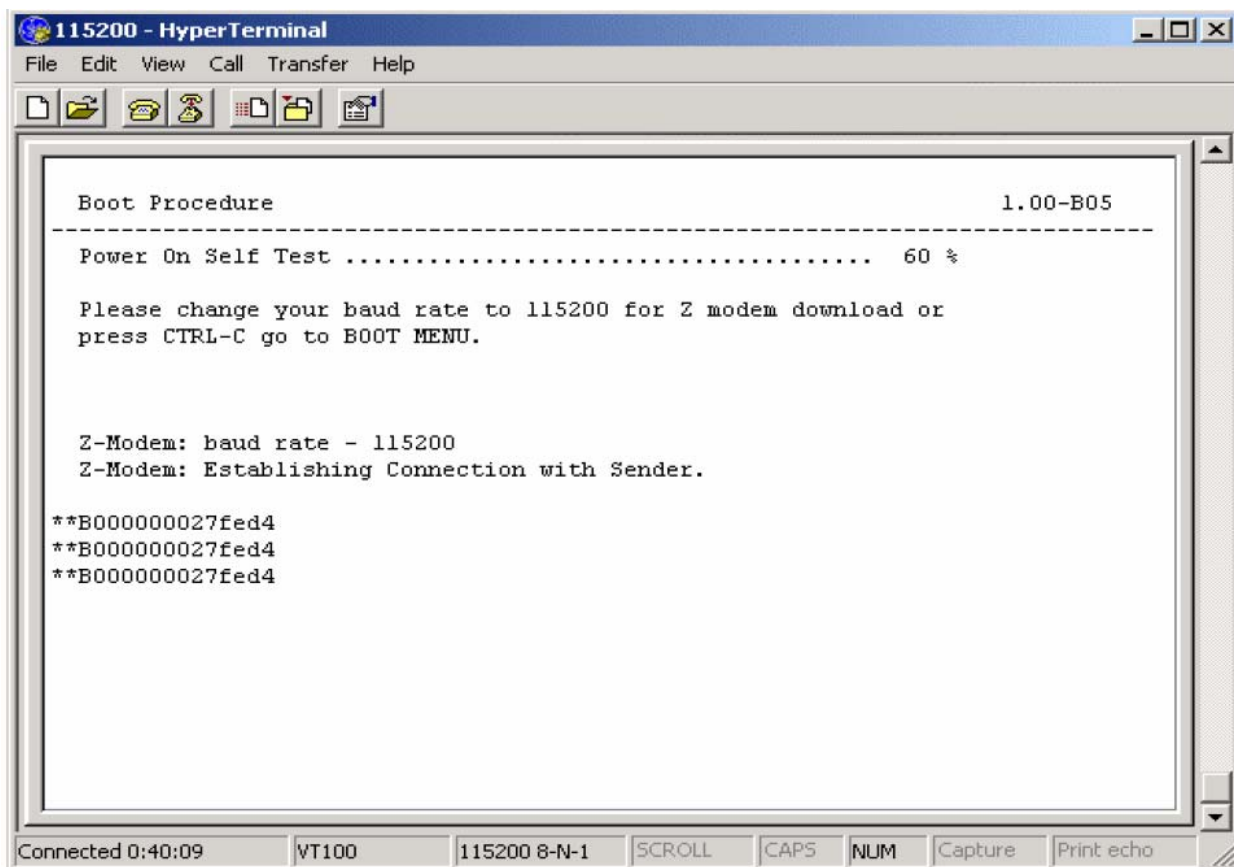 115200 - HyperTerminal
File Edit View Call Transfer Help
Boot Procedure 1.00-B05
--------------------------------------------------------------------------------
Power On Self Test ...................................... 60 %
Please change your baud rate to 115200 for Z modem download or
press CTRL-C go to BOOT MENU.
Z-Modem: baud rate - 115200
Z-Modem: Establishing Connection with Sender.
**B000000027fed4
**B000000027fed4
**B000000027fed4
Connected 0:40:09 VT100 115200 8-N-1 SCROLL CAPS NUM Capture Print echo